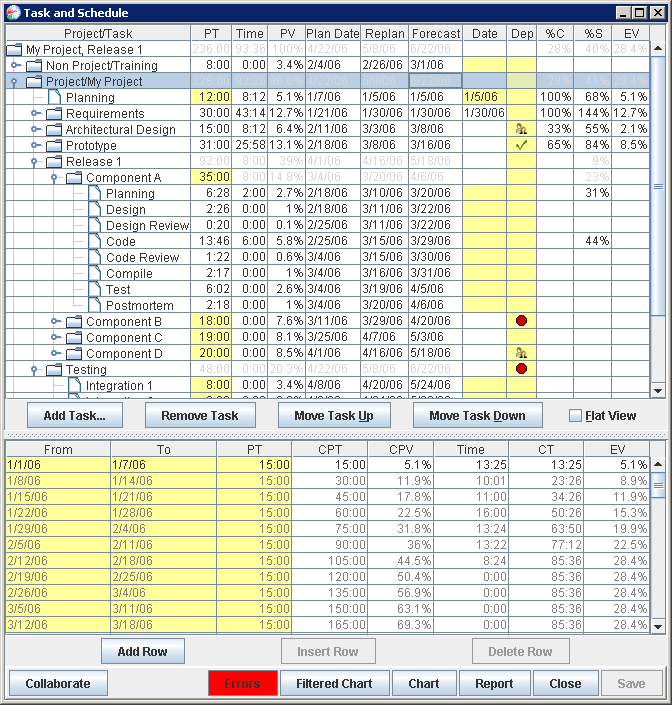 Task and Schedule
Project/Task PT Time PV Plan Date Replan Forecast Date Dep %C %S EV
My Project, Release 1 236:00 93:36 100% 4/22/06 5/8/06 6/22/06 28% 40% 28.4%
Non Project/Training 8:00 0:00 3.4% 2/4/06 2/26/06 3/1/06
Project/My Project
Planning 12:00 8:12 5.1% 1/7/06 1/5/06 1/5/06 1/5/06 100% 68% 5.1%
Requirements 30:00 43:14 12.7% 1/21/06 1/30/06 1/30/06 1/30/06 100% 144% 12.7%
Architectural Design 15:00 8:12 6.4% 2/11/06 3/3/06 3/8/06 33% 55% 2.1%
Prototype 31:00 25:58 13.1% 2/18/06 3/8/06 3/16/06 65% 84% 8.5%
Release 1 92:00 8:00 39% 4/1/06 4/16/06 5/18/06 9%
Component A 35:00 8:00 14.8% 3/4/06 3/20/06 4/6/06 23%
Planning 6:28 2:00 2.7% 2/18/06 3/10/06 3/20/06 31%
Design 2:26 0:00 1% 2/18/06 3/11/06 3/22/06
Design Review 0:20 0:00 0.1% 2/25/06 3/11/06 3/22/06
Code 13:46 6:00 5.8% 2/25/06 3/15/06 3/29/06 44%
Code Review 1:22 0:00 0.6% 3/4/06 3/15/06 3/30/06
Compile 2:17 0:00 1% 3/4/06 3/16/06 3/31/06
Test 6:02 0:00 2.6% 3/4/06 3/19/06 4/5/06
Postmortem 2:18 0:00 1% 3/4/06 3/20/06 4/6/06
Component B 18:00 0:00 7.6% 3/11/06 3/29/06 4/20/06
Component C 19:00 0:00 8.1% 3/25/06 4/7/06 5/3/06
Component D 20:00 0:00 8.5% 4/1/06 4/16/06 5/18/06
Testing 48:00 0:00 20.3% 4/22/06 5/8/06 6/22/06
Integration 1 8:00 0:00 3.4% 4/8/06 4/20/06 5/24/06
Add Task... Remove Task Move Task Up Move Task Down Flat View
From To PT CPT CPV Time CT EV
1/1/06 1/7/06 15:00 15:00 5.1% 13:25 13:25 5.1%
1/8/06 1/14/06 15:00 30:00 11.9% 10:01 23:26 8.9%
1/15/06 1/21/06 15:00 45:00 17.8% 11:00 34:26 11.9%
1/22/06 1/28/06 15:00 60:00 22.5% 16:00 50:26 15.3%
1/29/06 2/4/06 15:00 75:00 31.8% 13:24 63:50 19.9%
2/5/06 2/11/06 15:00 90:00 36% 13:22 77:12 22.5%
2/12/06 2/18/06 15:00 105:00 44.5% 8:24 85:36 28.4%
2/19/06 2/25/06 15:00 120:00 50.4% 0:00 85:36 28.4%
2/26/06 3/4/06 15:00 135:00 56.9% 0:00 85:36 28.4%
3/5/06 3/11/06 15:00 150:00 63.1% 0:00 85:36 28.4%
3/12/06 3/18/06 15:00 165:00 69.3% 0:00 85:36 28.4%
Add Row Insert Row Delete Row
Collaborate Errors Filtered Chart Chart Report Close Save